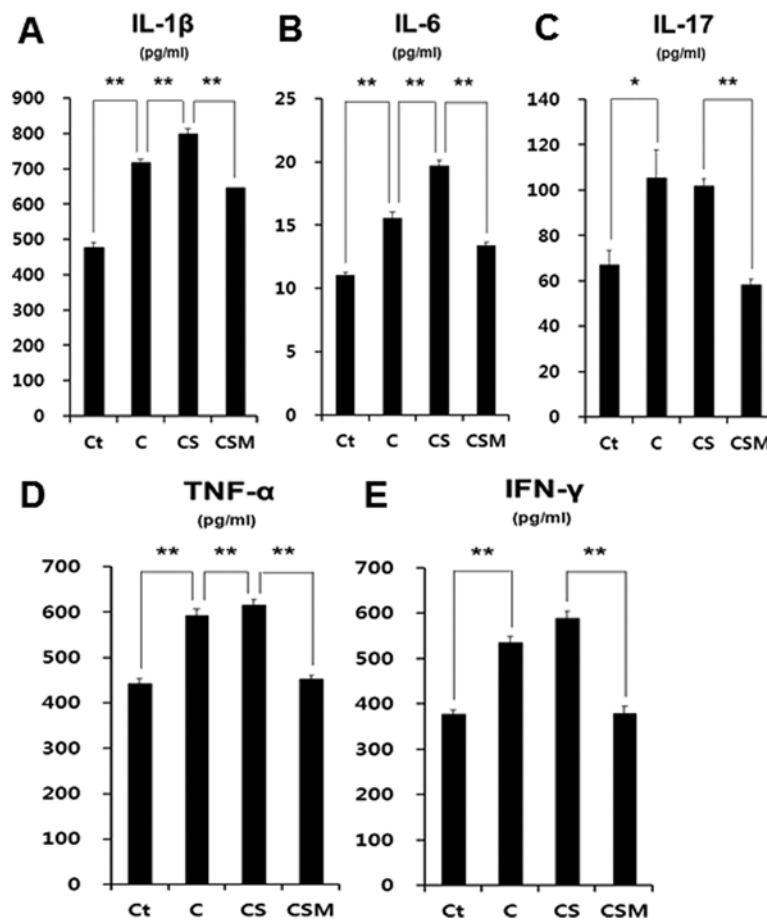 A IL-1β
(pg/ml)
** ** **
900
800
700
600
500
400
300
200
100
0
Ct C CS CSM
B IL-6
(pg/ml)
** ** **
25
20
15
10
5
0
Ct C CS CSM
C IL-17
(pg/ml)
* **
140
120
100
80
60
40
20
0
Ct C CS CSM
D TNF-α
(pg/ml)
** ** **
700
600
500
400
300
200
100
0
Ct C CS CSM
E IFN-γ
(pg/ml)
** **
700
600
500
400
300
200
100
0
Ct C CS CSM